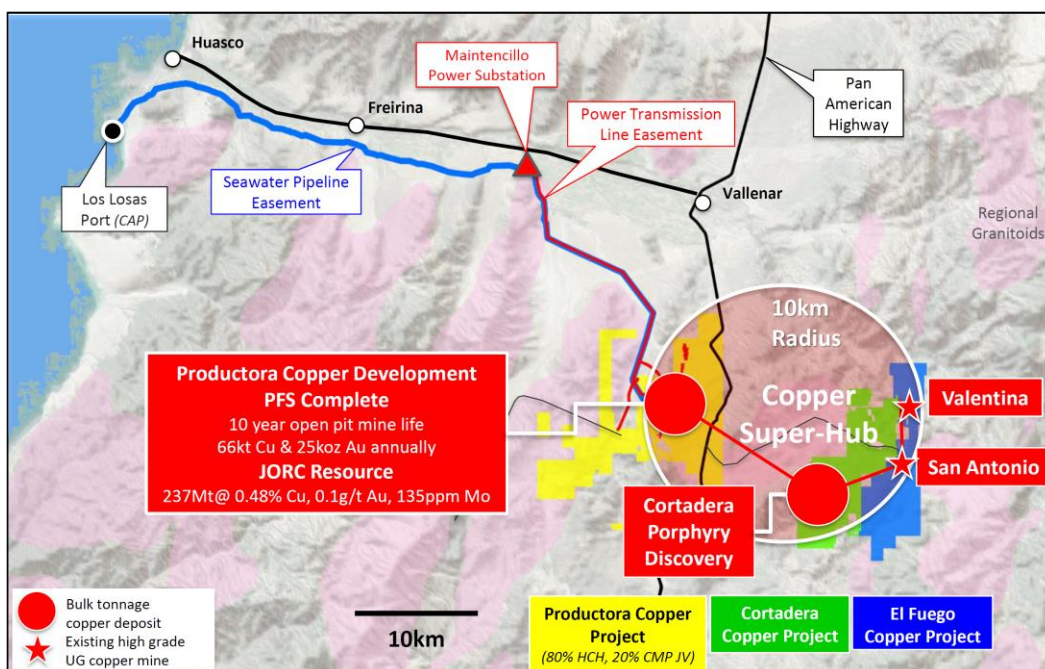 Huasco
Maintencillo
Power Substation
Freirina
Power Transmission
Line Easement
Pan
American
Highway
Seawater Pipeline
Easement
Los Losas
Port (CAP)
Vallenar
Regional
Granitoids
10km
Radius
Productora Copper Development
PFS Complete
10 year open pit mine life
66kt Cu & 25koz Au annually
JORC Resource
237Mt@ 0.48% Cu, 0.1g/t Au, 135ppm Mo
Copper
Super-Hub
Valentina
San Antonio
Cortadera
Porphyry
Discovery
Bulk tonnage
copper deposit
Existing high grade
UG copper mine
10km
Productora Copper
Project
(80% HCH, 20% CMP JV)
Cortadera
Copper Project
El Fuego
Copper Project